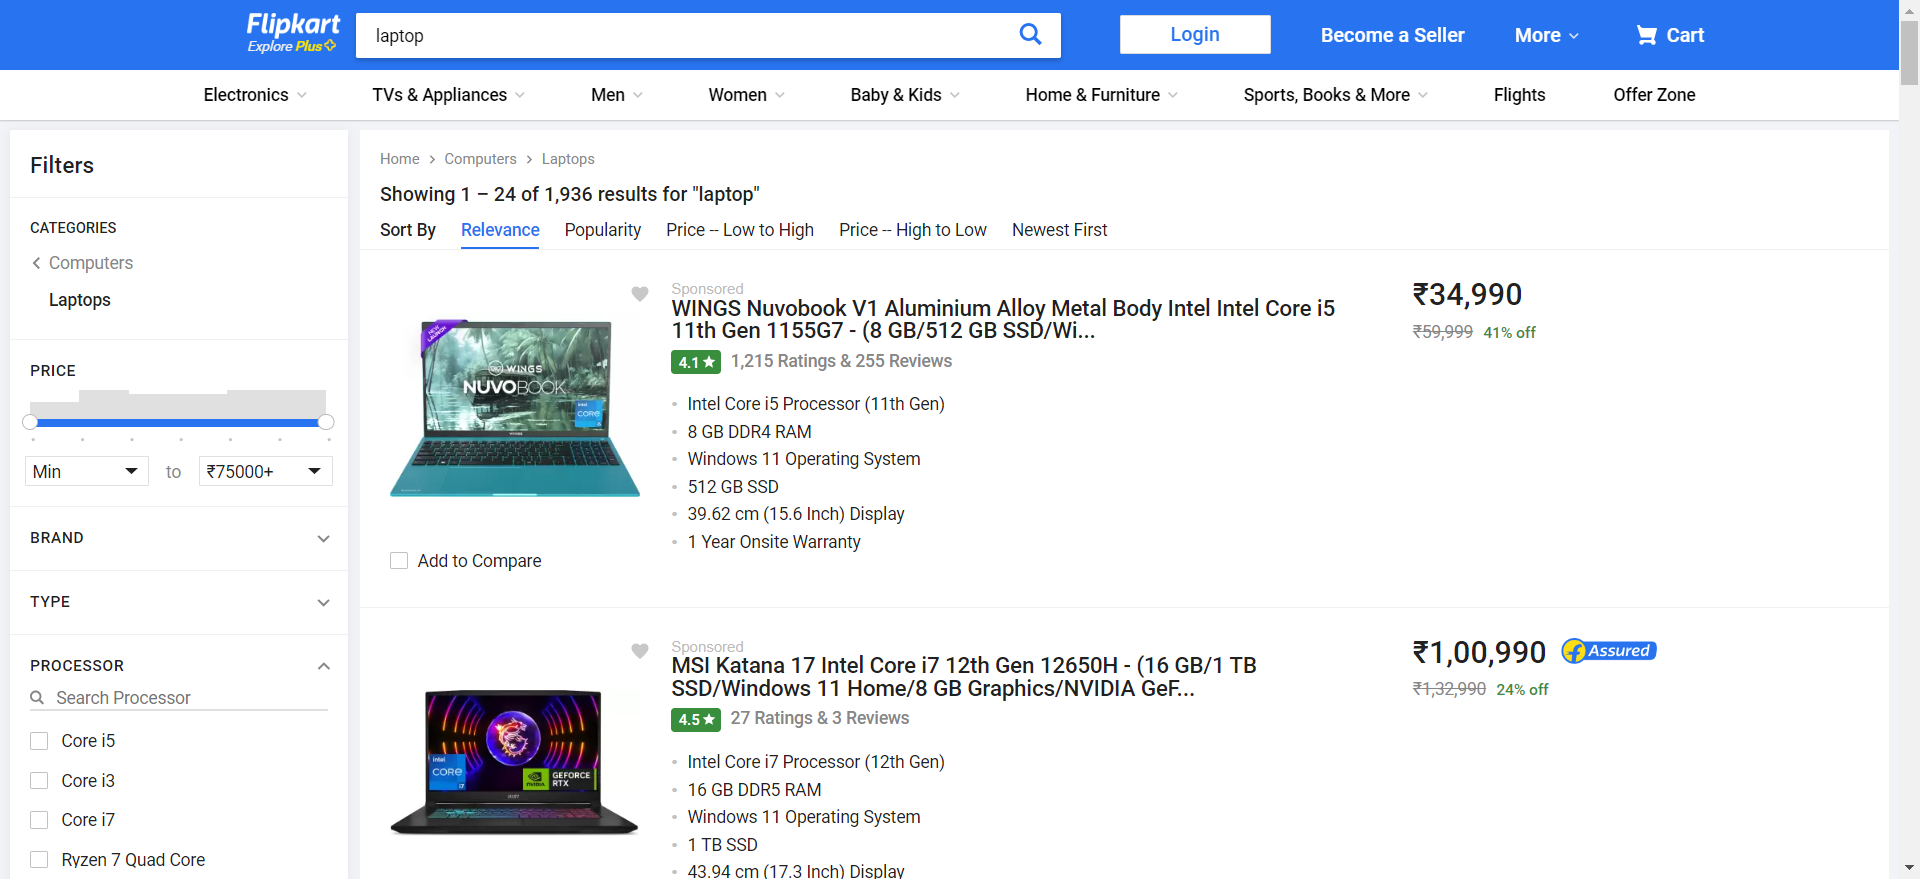 Flipkart
Explore Plus
laptop
Login
Become a Seller
More
Cart
Electronics
TVs & Appliances
Men
Women
Baby & Kids
Home & Furniture
Sports, Books & More
Flights
Offer Zone
Filters
CATEGORIES
Computers
Laptops
PRICE
Min
to
₹75000+
BRAND
TYPE
PROCESSOR
Search Processor
Core i5
Core i3
Core i7
Ryzen 7 Quad Core
Home > Computers > Laptops
Showing 1 – 24 of 1,936 results for "laptop"
Sort By Relevance Popularity Price -- Low to High Price -- High to Low Newest First
NEW LAUNCH
WINGS
NUVOBOOK
intel
CORE
Add to Compare
Sponsored
WINGS Nuvobook V1 Aluminium Alloy Metal Body Intel Intel Core i5
11th Gen 1155G7 - (8 GB/512 GB SSD/Wi...
4.1★ 1,215 Ratings & 255 Reviews
Intel Core i5 Processor (11th Gen)
8 GB DDR4 RAM
Windows 11 Operating System
512 GB SSD
39.62 cm (15.6 Inch) Display
1 Year Onsite Warranty
₹34,990
₹59,999 41% off
intel
CORE
i7
NVIDIA
GEFORCE
RTX
Sponsored
MSI Katana 17 Intel Core i7 12th Gen 12650H - (16 GB/1 TB
SSD/Windows 11 Home/8 GB Graphics/NVIDIA GeF...
4.5★ 27 Ratings & 3 Reviews
Intel Core i7 Processor (12th Gen)
16 GB DDR5 RAM
Windows 11 Operating System
1 TB SSD
43.94 cm (17.3 Inch) Display
₹1,00,990
Assured
₹1,32,990 24% off